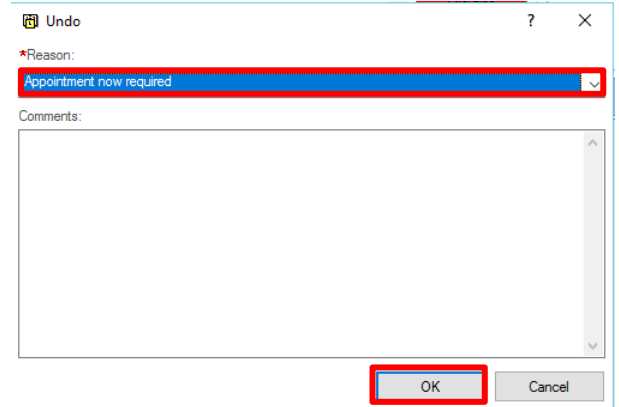 Undo
? X
*Reason:
Appointment now required
Comments:
OK Cancel